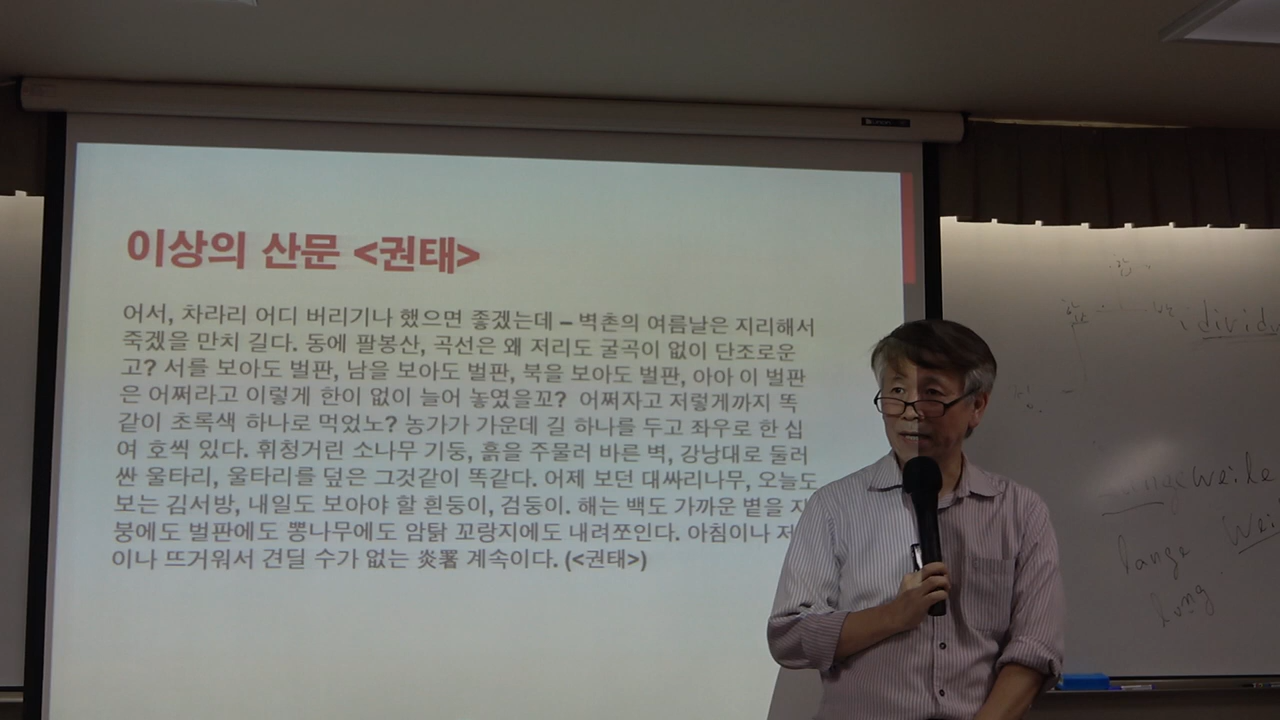 이상의 산문 <권태>
어서, 차라리 어디 버리기나 했으면 좋겠는데 – 벽촌의 여름날은 지리해서
죽겠을 만치 길다. 동에 팔봉산, 곡선은 왜 저리도 굴곡이 없이 단조로운
고? 서를 보아도 벌판, 남을 보아도 벌판, 북을 보아도 벌판, 아아 이 벌판
은 어쩌라고 이렇게 한이 없이 늘어 놓였을꼬? 어쩌자고 저렇게까지 똑
같이 초록색 하나로 먹었노? 농가가 가운데 길 하나를 두고 좌우로 한 십
여 호씩 있다. 휘청거린 소나무 기둥, 흙을 주물러 바른 벽, 강낭대로 둘러
싼 울타리, 울타리를 덮은 그것같이 똑같다. 어제 보던 대싸리나무, 오늘도
보는 김서방, 내일도 보아야 할 흰둥이, 검둥이. 해는 백도 가까운 볕을 지
붕에도 벌판에도 뽕나무에도 암탉 꼬랑지에도 내려쪼인다. 아침이나 저
이나 뜨거워서 견딜 수가 없는 炎署 계속이다. (<권태>)
lange
long